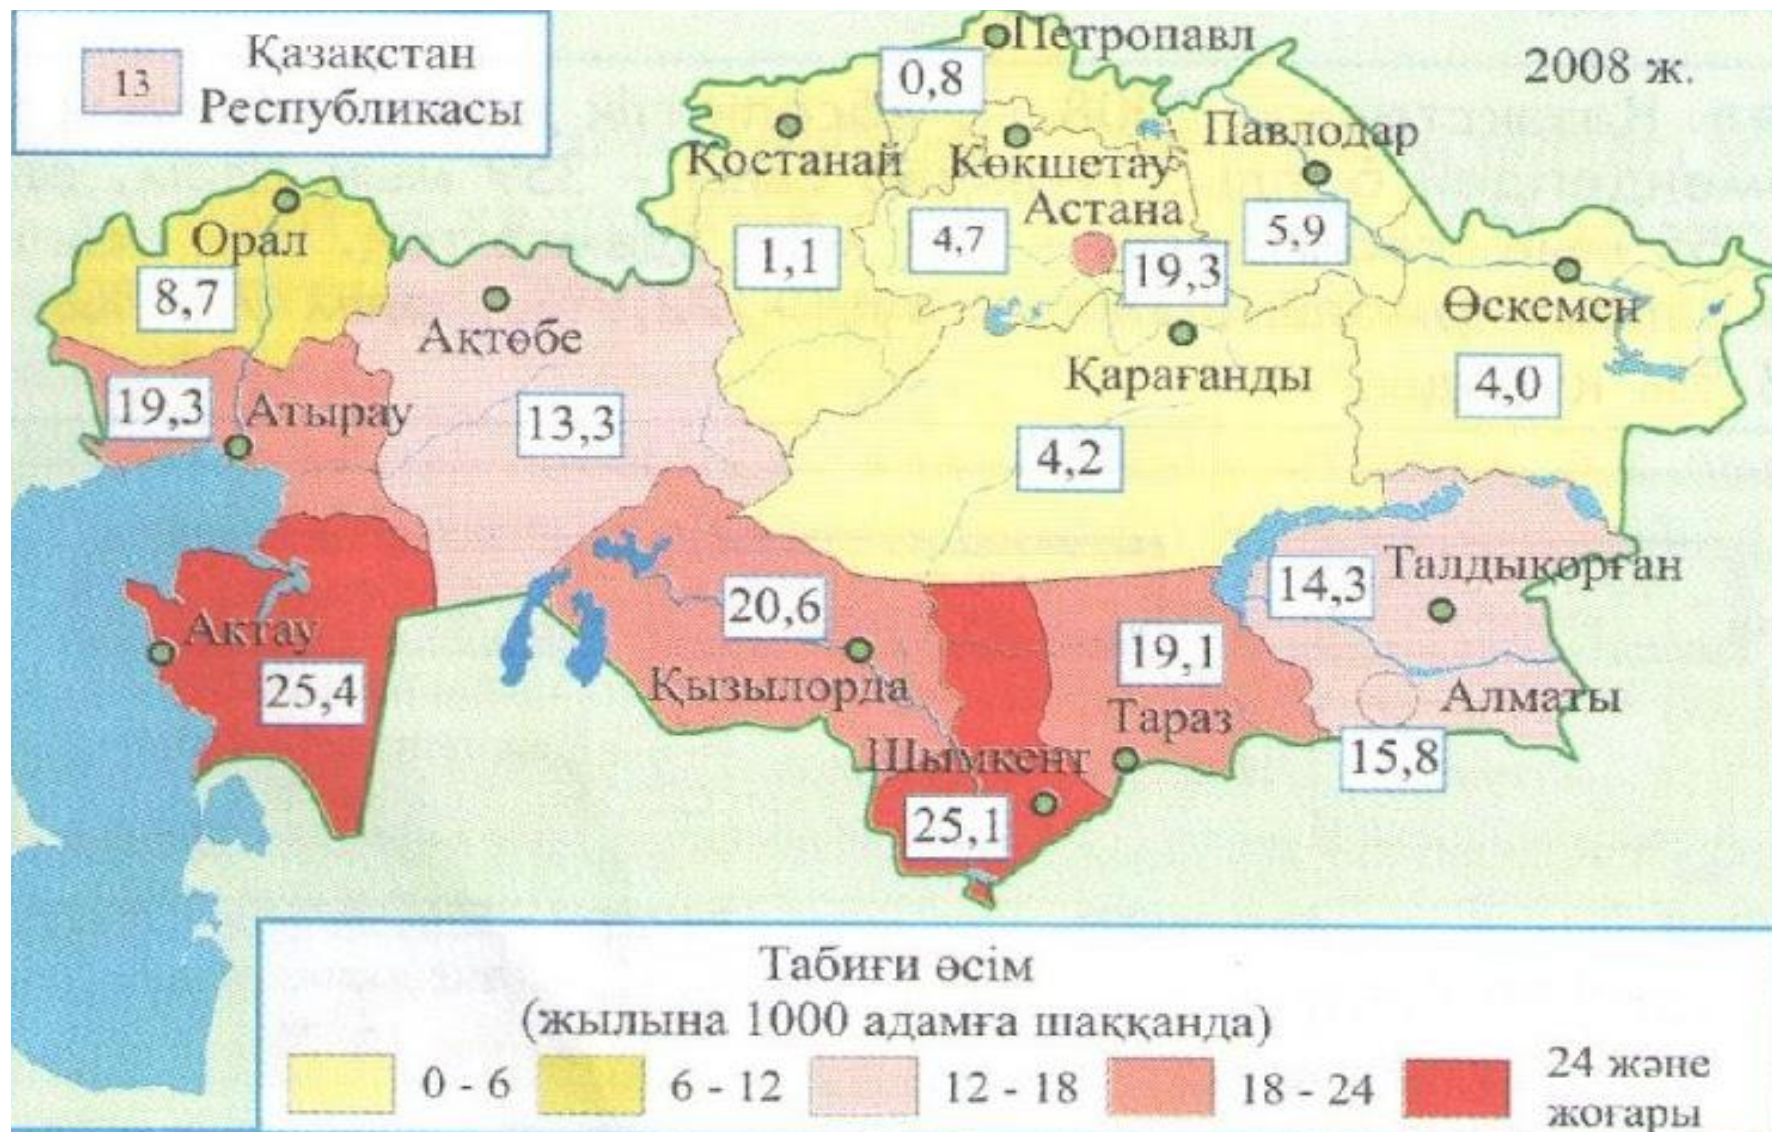 Қазақстан
13
Республикасы
2008 ж.
Петропавл
0,8
Қостанай
Көкшетау
Павлодар
Астана
1,1
4,7
19,3
5,9
Орал
8,7
Ақтөбе
Өскемен
Қарағанды
4,0
19,3
Атырау
13,3
4,2
Талдықорған
14,3
20,6
Ақтау
25,4
Қызылорда
19,1
Тараз
Алматы
15,8
Шымкент
25,1
Табиғи әсім
(жылына 1000 адамға шаққанда)
0 - 6
6 - 12
12 - 18
18 - 24
24 және
жоғары